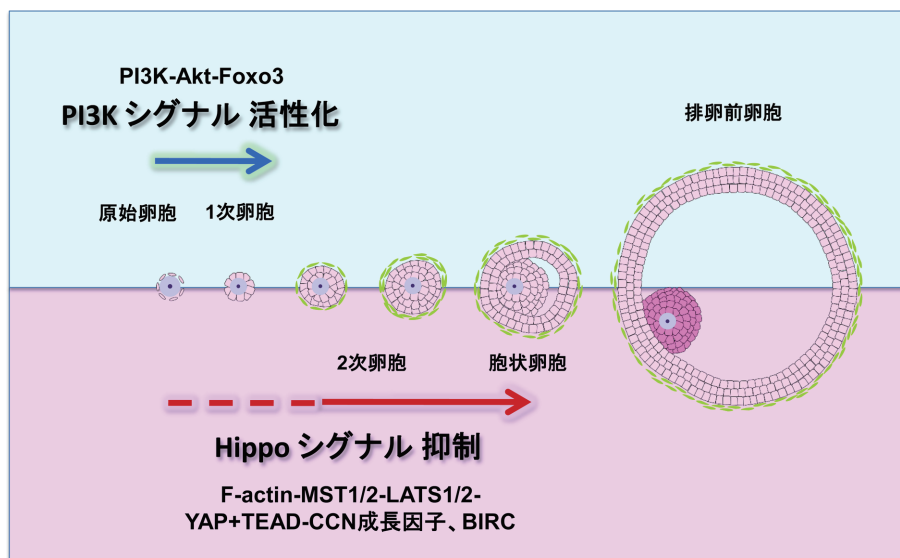 PI3K-Akt-Foxo3
PI3K シグナル 活性化
排卵前卵胞
原始卵胞
1次卵胞
2次卵胞
胞状卵胞
Hippo シグナル 抑制
F-actin-MST1/2-LATS1/2-
YAP+TEAD-CCN成長因子、BIRC